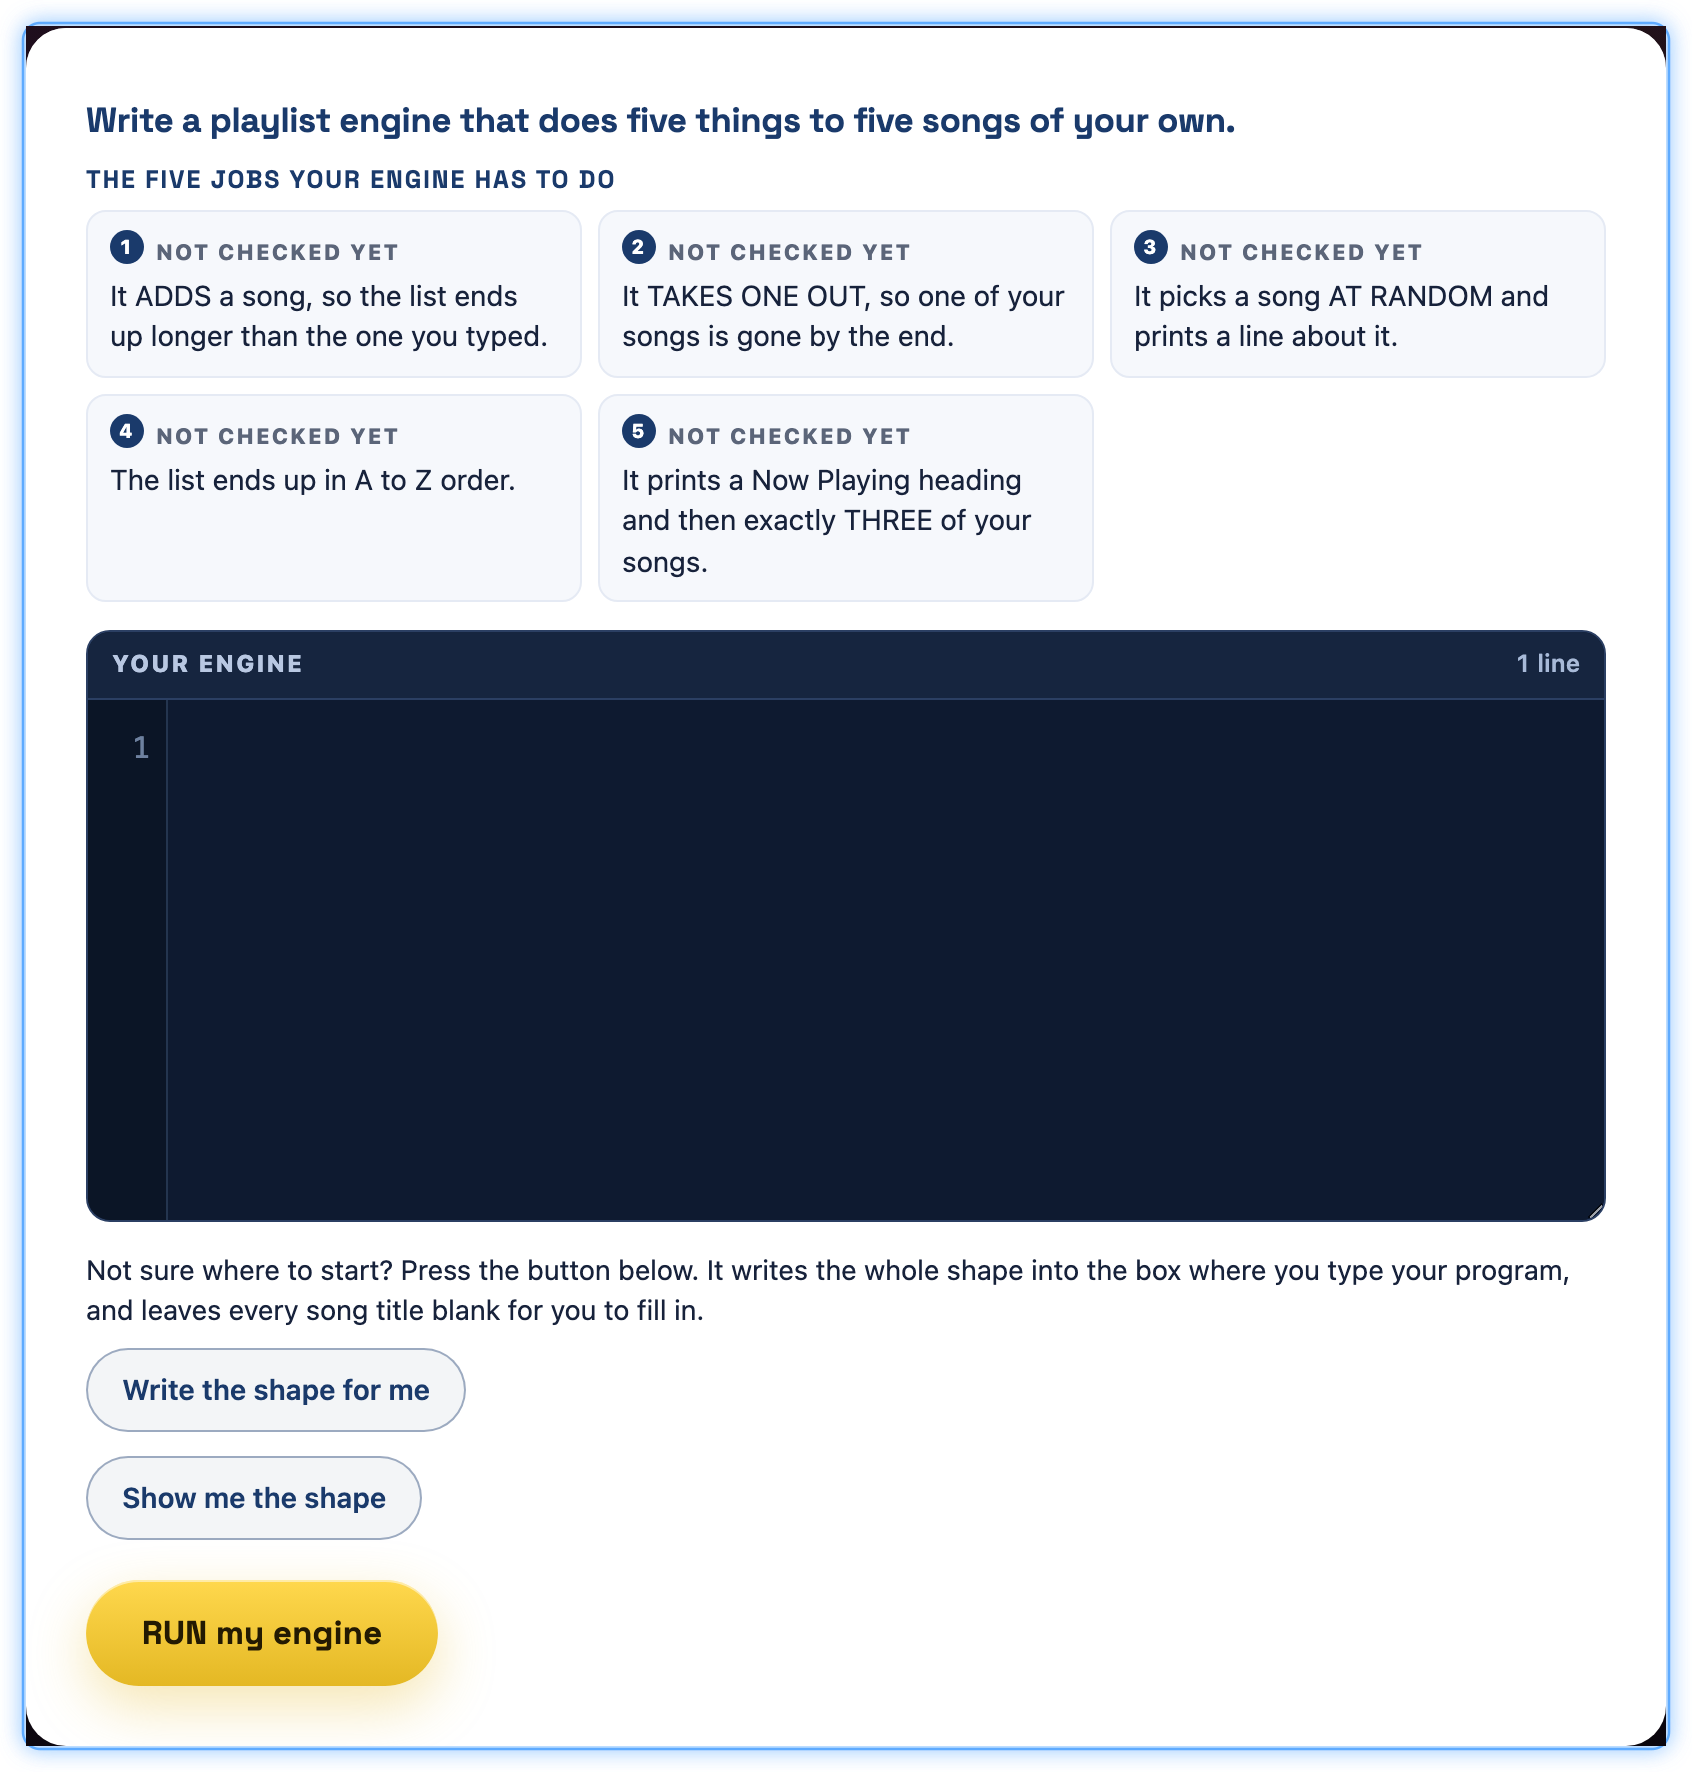 Write a playlist engine that does five things to five songs of your own.
THE FIVE JOBS YOUR ENGINE HAS TO DO
1 NOT CHECKED YET
It ADDS a song, so the list ends
up longer than the one you typed.
2 NOT CHECKED YET
It TAKES ONE OUT, so one of your
songs is gone by the end.
3 NOT CHECKED YET
It picks a song AT RANDOM and
prints a line about it.
4 NOT CHECKED YET
The list ends up in A to Z order.
5 NOT CHECKED YET
It prints a Now Playing heading
and then exactly THREE of your
songs.
YOUR ENGINE
1 line
1
Not sure where to start? Press the button below. It writes the whole shape into the box where you type your program,
and leaves every song title blank for you to fill in.
Write the shape for me
Show me the shape
RUN my engine